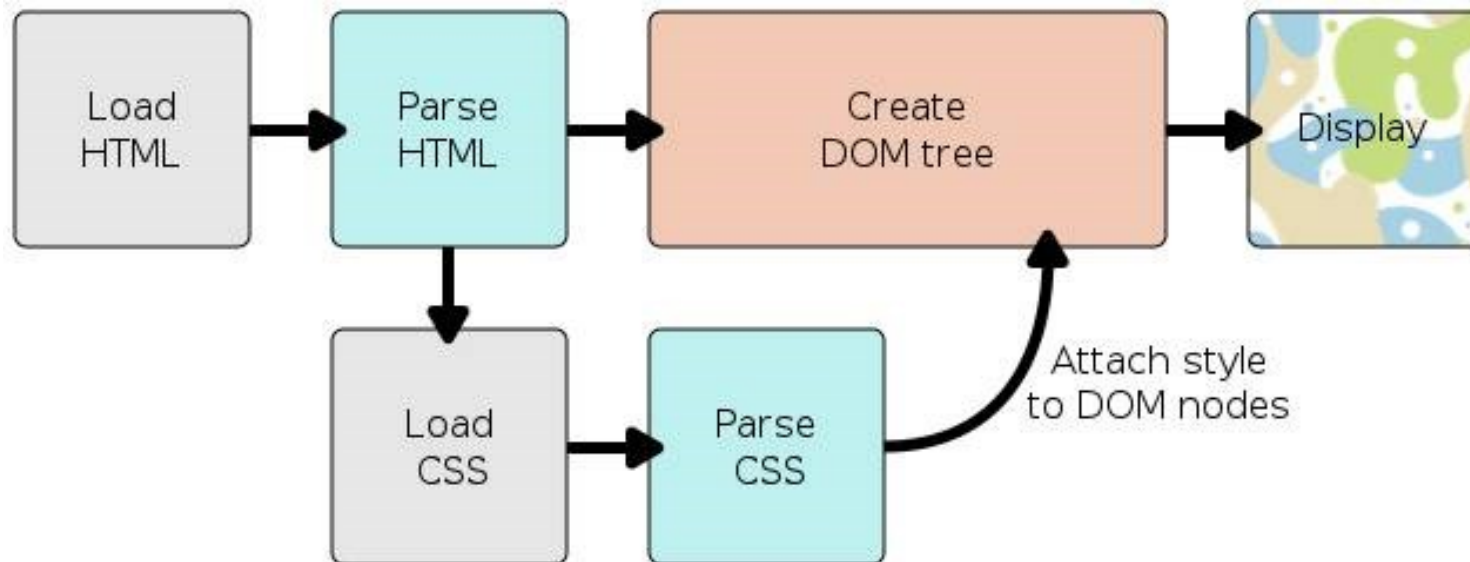 Load
HTML
Parse
HTML
Create
DOM tree
Display
Load
CSS
Parse
CSS
Attach style
to DOM nodes